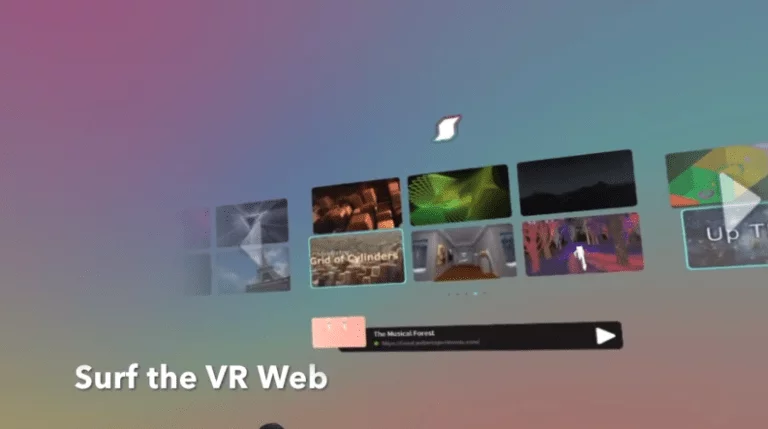 Up T
Grid of Cylinders
The Musical Forest
Surf the VR Web